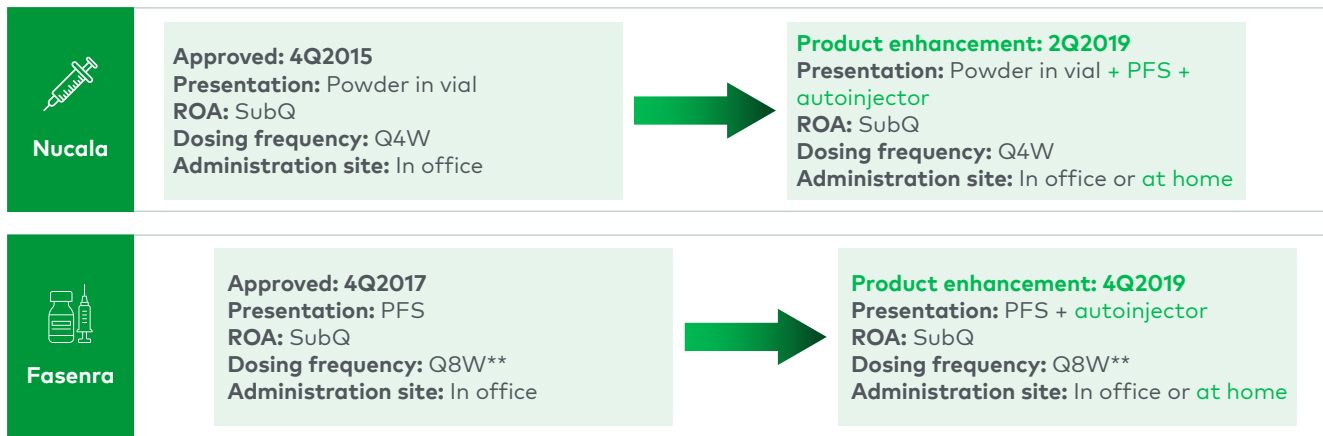 Nucala
Approved: 4Q2015
Presentation: Powder in vial
ROA: SubQ
Dosing frequency: Q4W
Administration site: In office
Product enhancement: 2Q2019
Presentation: Powder in vial + PFS +
autoinjector
ROA: SubQ
Dosing frequency: Q4W
Administration site: In office or at home
Fasenra
Approved: 4Q2017
Presentation: PFS
ROA: SubQ
Dosing frequency: Q8W**
Administration site: In office
Product enhancement: 4Q2019
Presentation: PFS + autoinjector
ROA: SubQ
Dosing frequency: Q8W**
Administration site: In office or at home